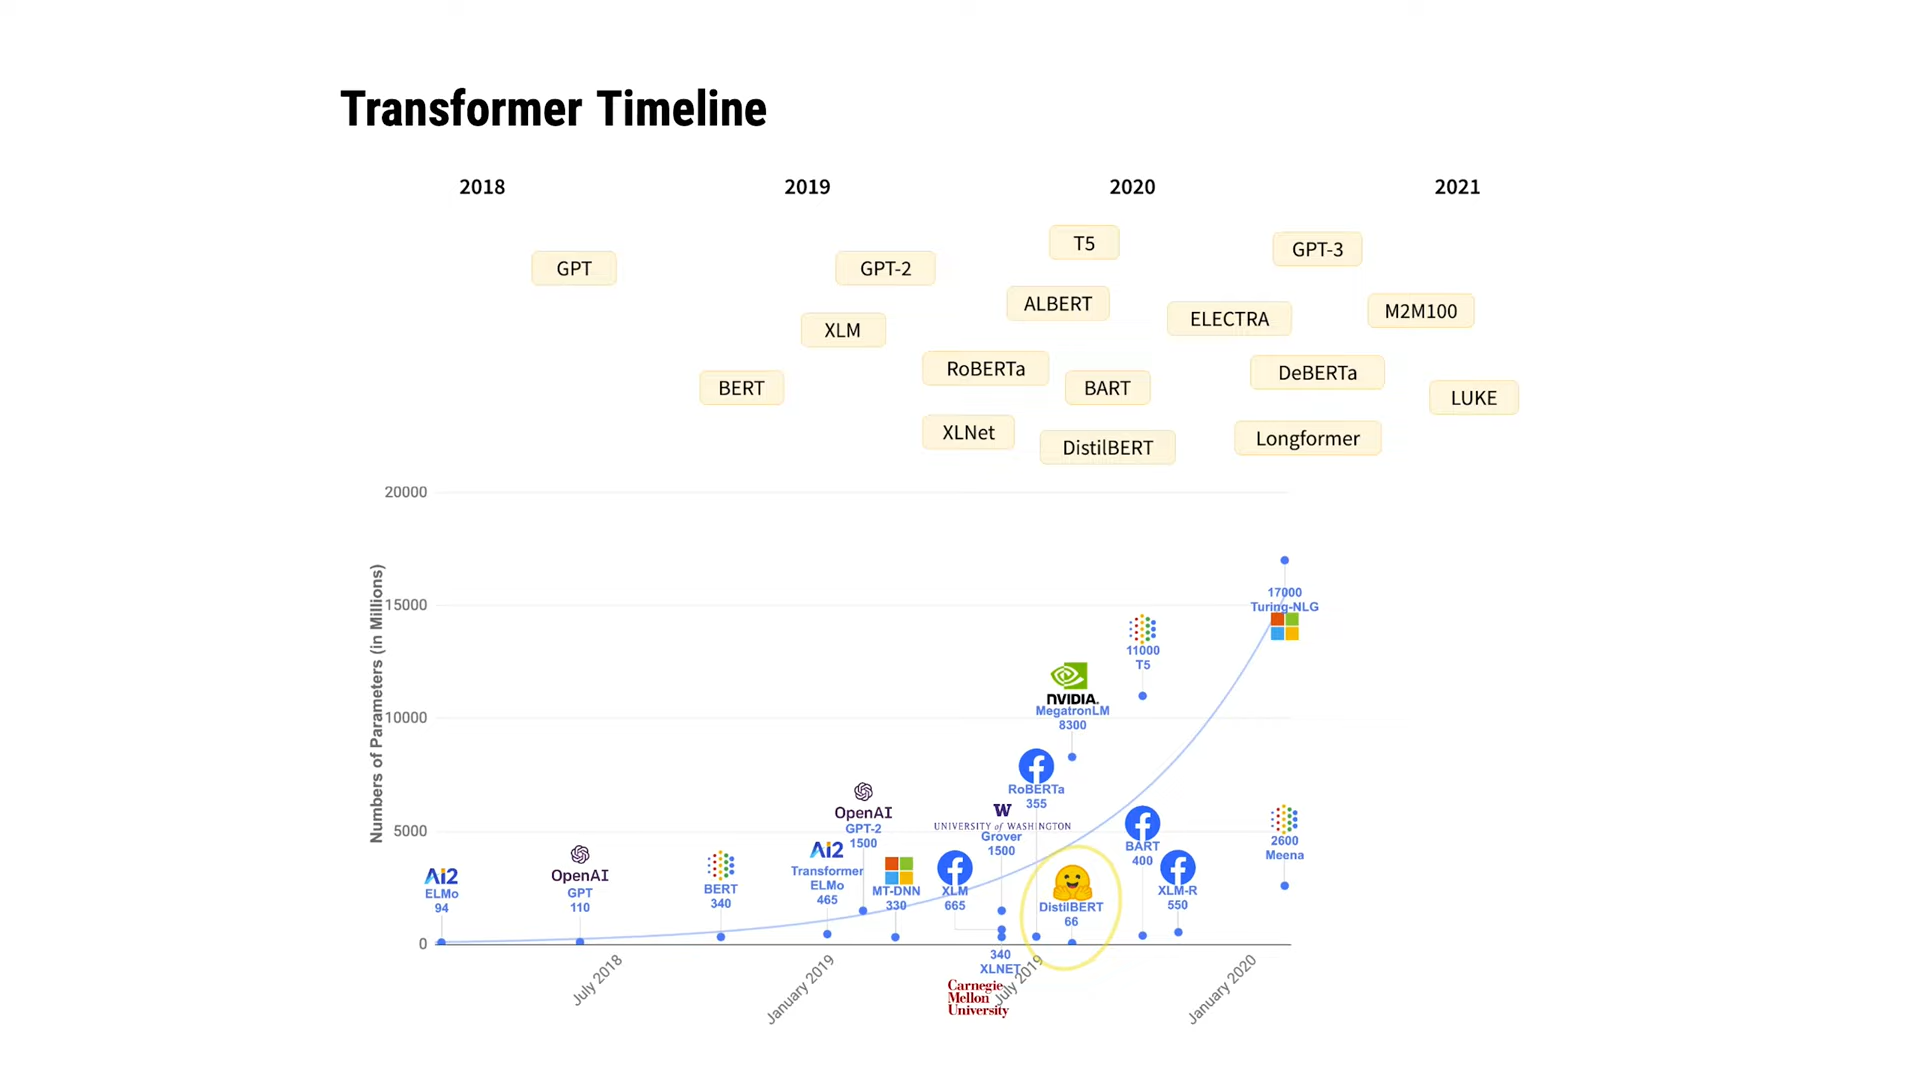 Transformer Timeline
2018 2019 2020 2021
T5
GPT-3
GPT
GPT-2
ALBERT
M2M100
ELECTRA
XLM
RoBERTa
DeBERTa
BERT
BART
LUKE
XLNet
Longformer
DistilBERT
20000
15000
10000
5000
0
Numbers of Parameters (in Millions)
17000
Turing-NLG
11000
T5
NVIDIA.
MegatronLM
8300
RoBERTa
355
OpenAI
GPT-2
1500
W
UNIVERSITY of WASHINGTON
Grover
1500
BART
400
2600
Meena
AI2
ELMo
94
OpenAI
GPT
110
BERT
340
AI2
Transformer
ELMo
465
MT-DNN
330
XLM
665
DistilBERT
66
XLM-R
550
340
XLNET
Carnegie
Mellon
University
July 2018
January 2019
July 2019
January 2020